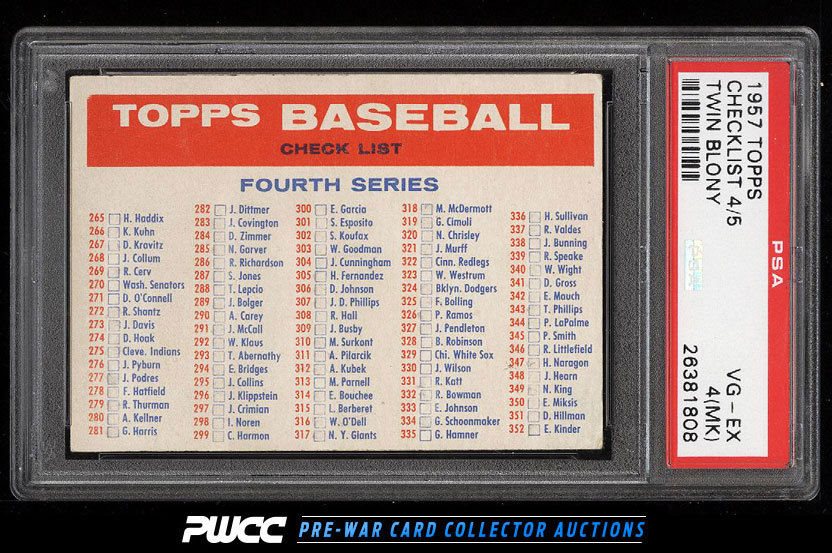 TOPPS BASEBALL
CHECK LIST
FOURTH SERIES
265 H. Haddix
266 K. Kuhn
267 D. Kravitz
268 J. Collum
269 R. Cerv
270 Wash. Senators
271 D. O'Connell
272 R. Shantz
273 J. Davis
274 D. Hoak
275 Cleve. Indians
276 J. Pyburn
277 J. Podres
278 F. Hatfield
279 R. Thurman
280 A. Kellner
281 G. Harris
282 J. Dittmer
283 J. Covington
284 D. Zimmer
285 N. Garver
286 R. Richardson
287 S. Jones
288 T. Lepcio
289 J. Bolger
290 A. Carey
291 J. McCall
292 W. Klaus
293 T. Abernathy
294 E. Bridges
295 J. Collins
296 J. Klippstein
297 J. Crimian
298 I. Noren
299 C. Harmon
300 E. Garcia
301 S. Esposito
302 S. Koufax
303 W. Goodman
304 J. Cunningham
305 H. Fernandez
306 D. Johnson
307 J. D. Phillips
308 R. Hall
309 J. Busby
310 M. Surkont
311 A. Pilarcik
312 A. Kubek
313 M. Parnell
314 E. Bouchee
315 L. Berberet
316 W. O'Dell
317 N. Y. Giants
318 M. McDermott
319 G. Cimuli
320 N. Chrisley
321 J. Murff
322 Cinn. Redlegs
323 W. Westrum
324 Bklyn. Dodgers
325 F. Bolling
326 P. Ramos
327 J. Pendleton
328 B. Robinson
329 Chi. White Sox
330 J. Wilson
331 R. Katt
332 R. Bowman
333 E. Johnson
334 G. Schoonmaker
335 G. Hamner
336 H. Sullivan
337 R. Valdes
338 J. Bunning
339 R. Speake
340 W. Wight
341 D. Gross
342 E. Mauch
343 T. Phillips
344 P. LaPalme
345 P. Smith
346 R. Littlefield
347 H. Naragon
348 J. Hearn
349 N. King
350 E. Miksis
351 D. Hillman
352 E. Kinder
1957 TOPPS
CHECKLIST 4/5
TWIN BLONY
PSA
VG-EX
4(MK)
26381808
PWCC PRE-WAR CARD COLLECTOR AUCTIONS